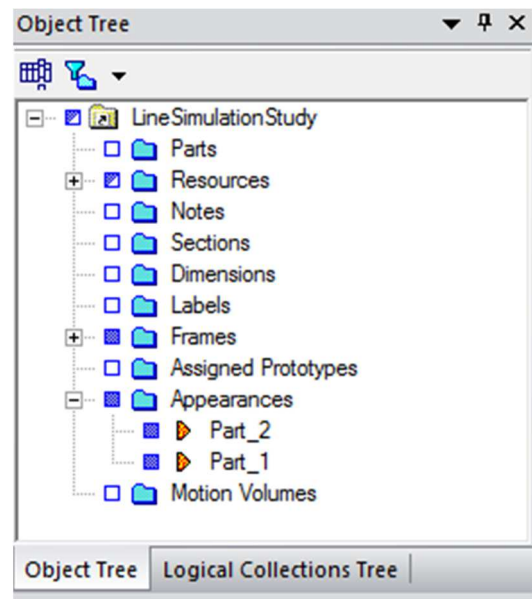 Object Tree
LineSimulationStudy
Parts
Resources
Notes
Sections
Dimensions
Labels
Frames
Assigned Prototypes
Appearances
Part_2
Part_1
Motion Volumes
Object Tree Logical Collections Tree